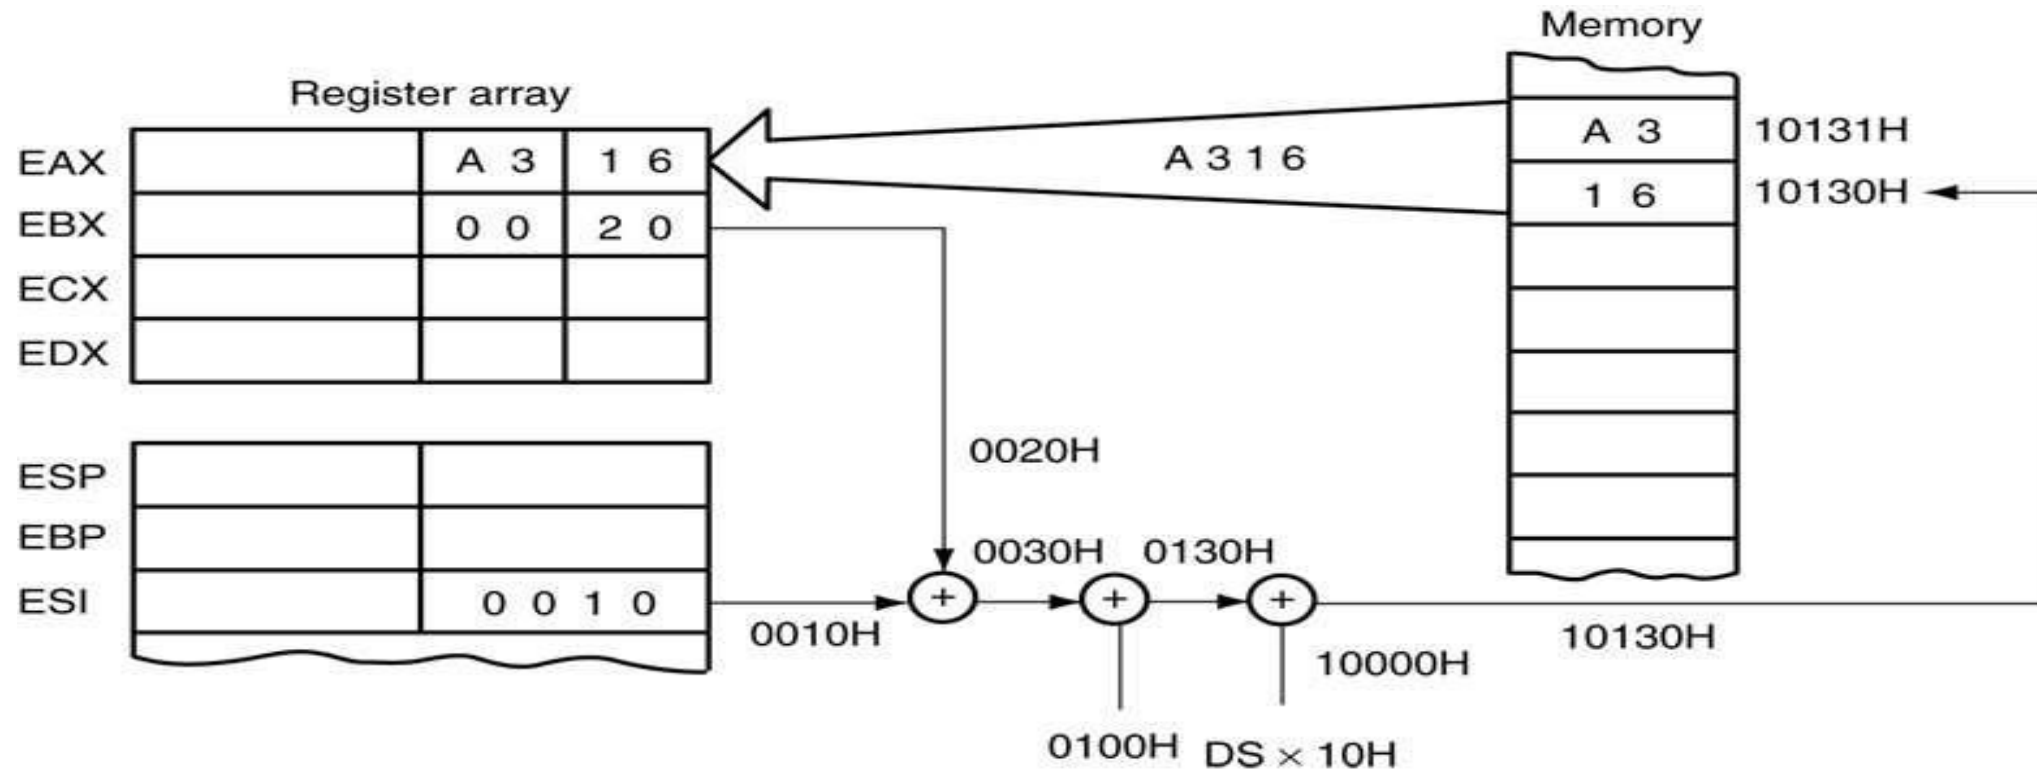 Memory
Register array
EAX A 3 1 6
A 3 1 6
A 3 10131H
1 6 10130H
EBX 0 0 2 0
ECX
EDX
0020H
ESP
EBP
0030H 0130H
ESI 0 0 1 0
+ + +
0010H
10130H
10000H
0100H DS × 10H